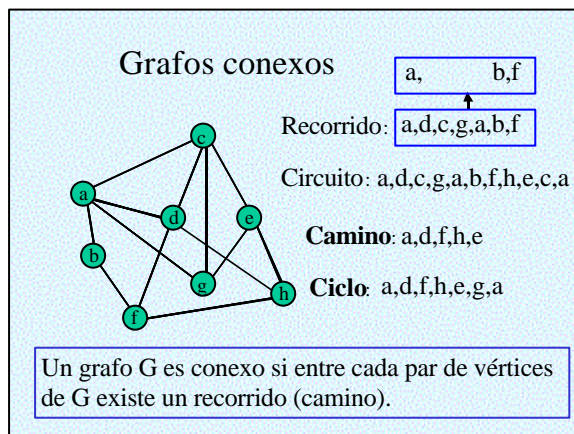 Grafos conexos
a, b,f
Recorrido: a,d,c,g,a,b,f
Circuito: a,d,c,g,a,b,f,h,e,c,a
Camino: a,d,f,h,e
Ciclo: a,d,f,h,e,g,a
c
a
d
e
b
g
h
f
Un grafo G es conexo si entre cada par de vértices
de G existe un recorrido (camino).